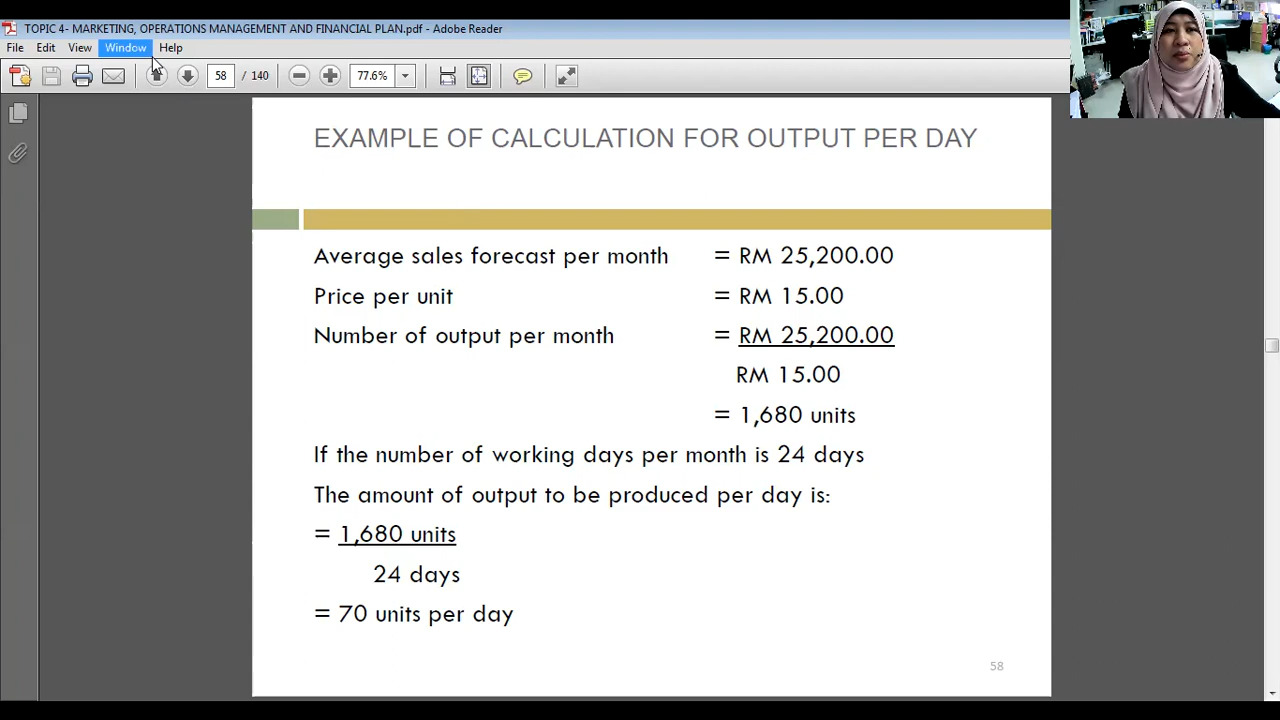 TOPIC 4- MARKETING, OPERATIONS MANAGEMENT AND FINANCIAL PLAN.pdf - Adobe Reader
File Edit View Window Help
58 / 140 77.6%
EXAMPLE OF CALCULATION FOR OUTPUT PER DAY
Average sales forecast per month = RM 25,200.00
Price per unit = RM 15.00
Number of output per month = RM 25,200.00
RM 15.00
= 1,680 units
If the number of working days per month is 24 days
The amount of output to be produced per day is:
= 1,680 units
24 days
= 70 units per day
58